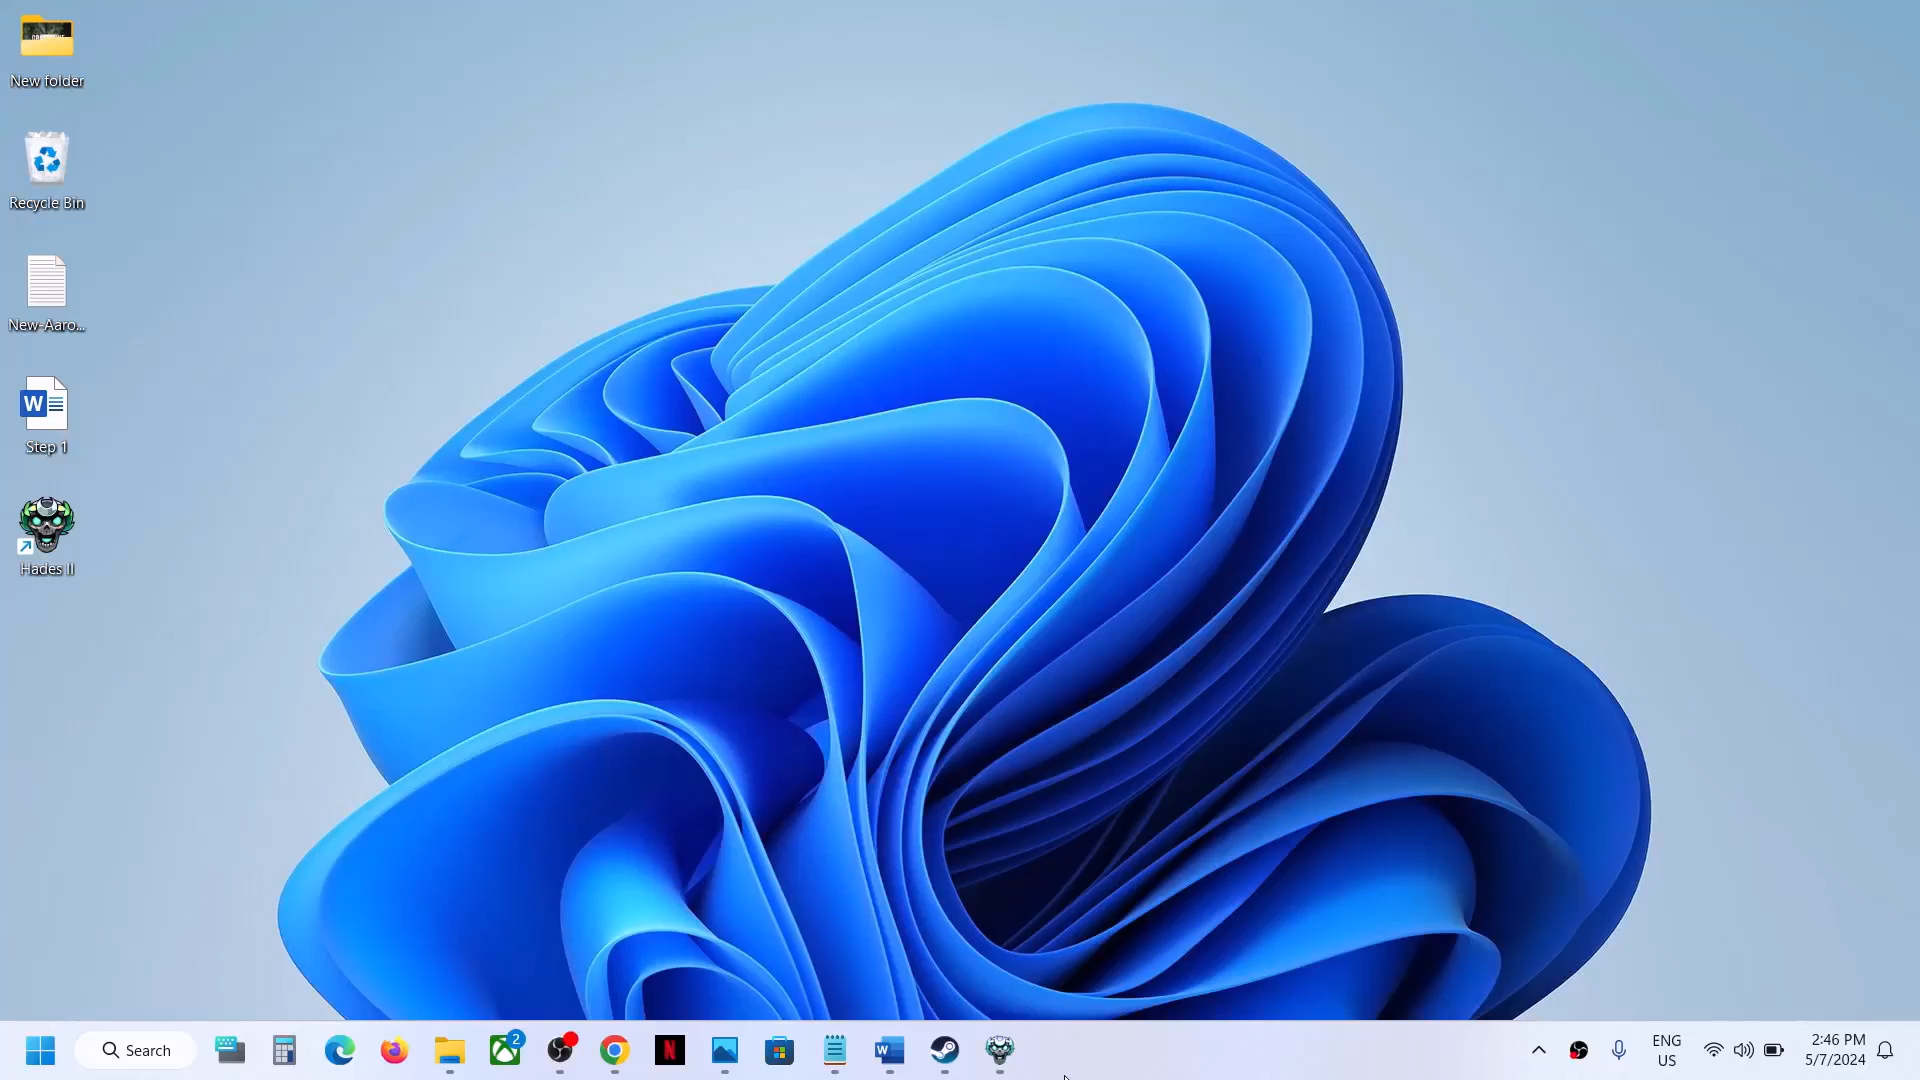 New folder
Recycle Bin
New-Aaro...
W
Step 1
Hades II
Search
2
N
W
ENG
US
2:46 PM
5/7/2024